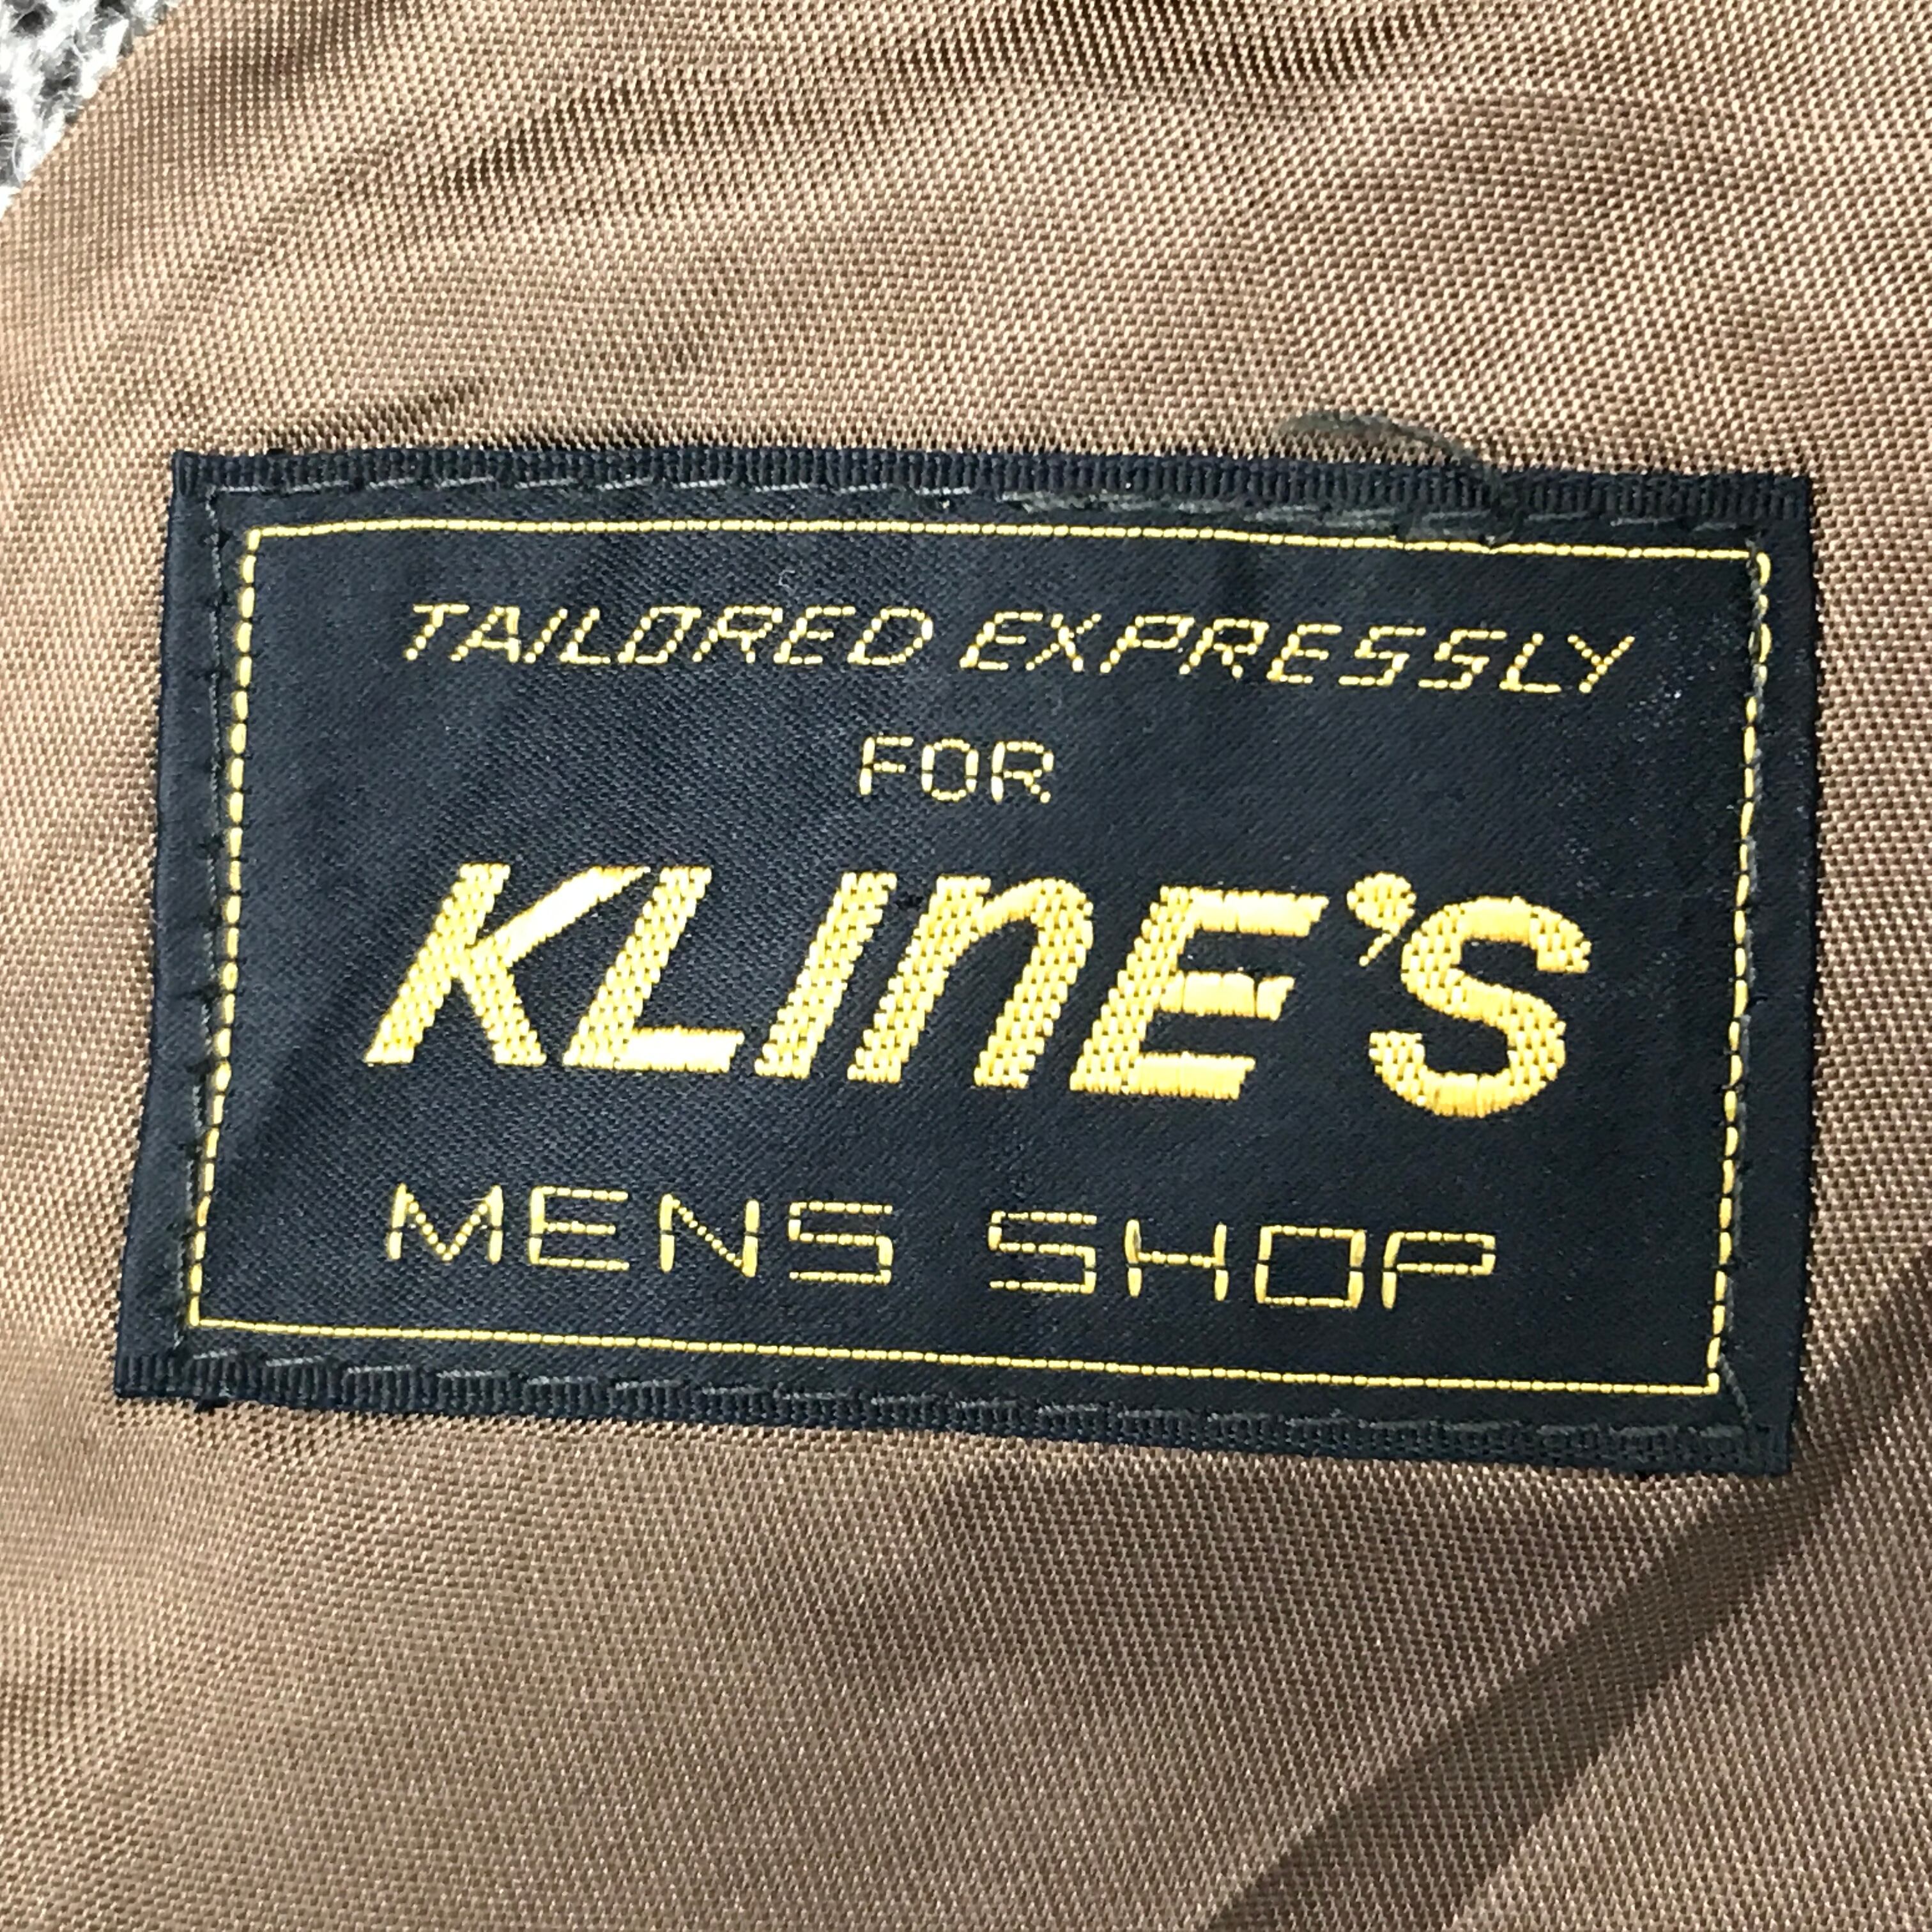 TAILORED EXPRESSLY
FOR
KLInE'S
MENS SHOP